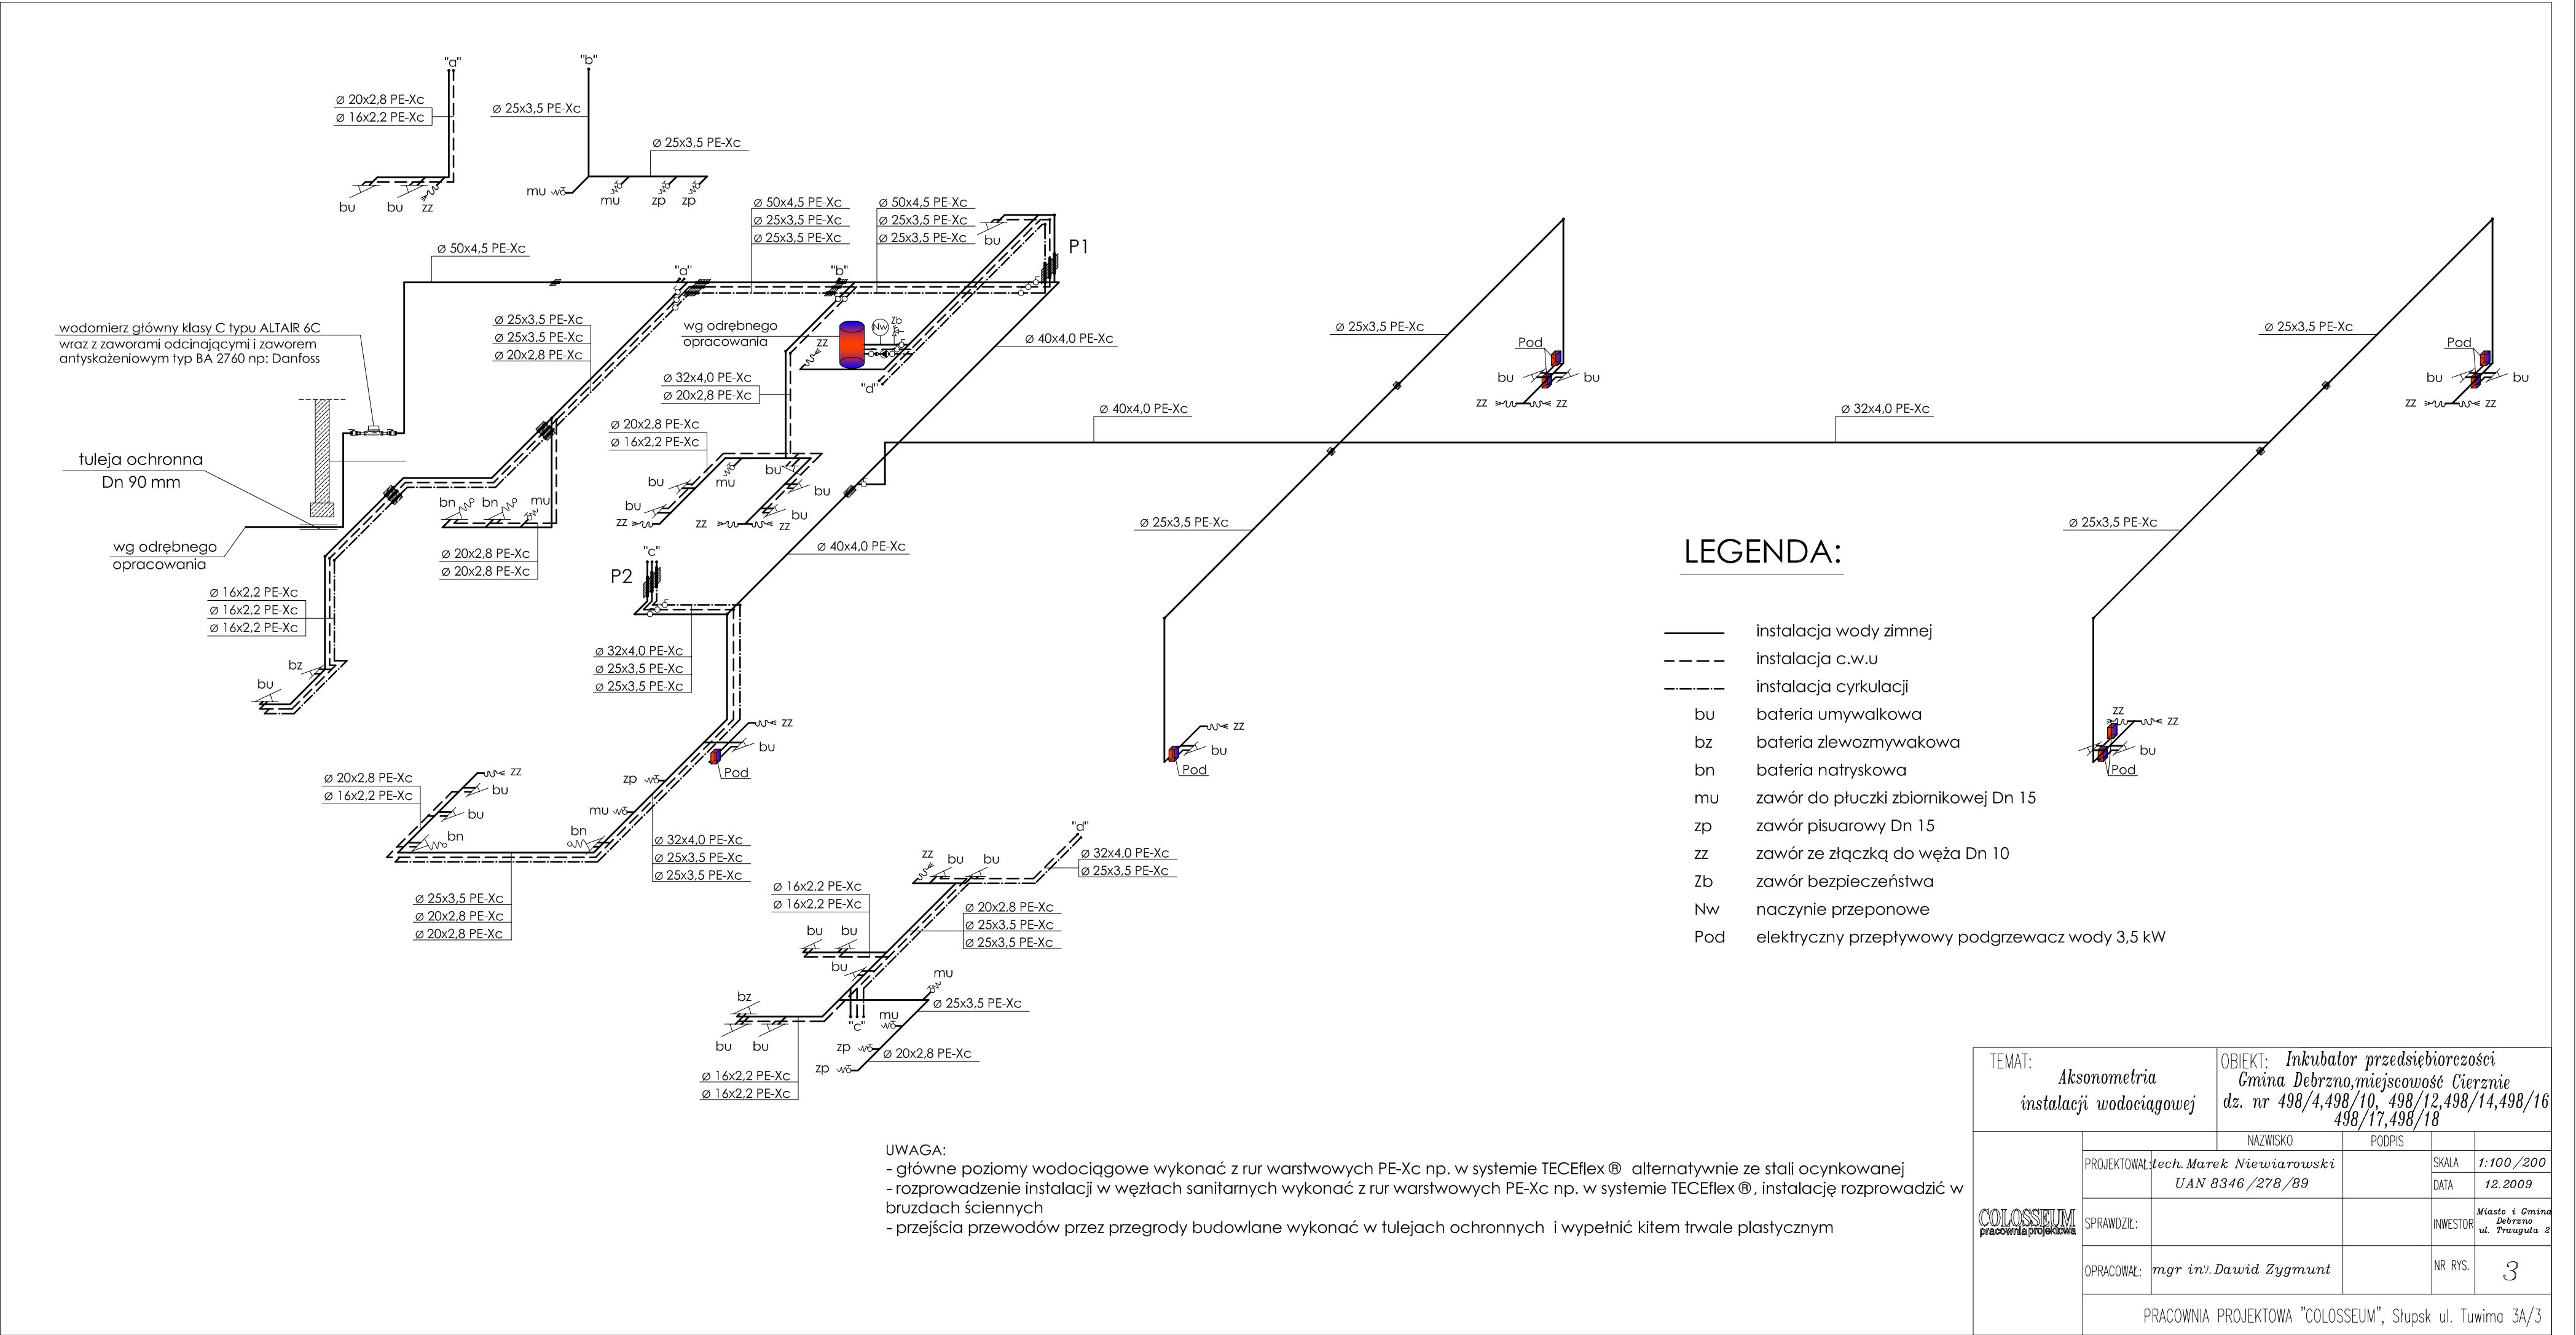 "a"
"b"
Ø 20x2,8 PE-Xc
Ø 16x2,2 PE-Xc
Ø 25x3,5 PE-Xc
Ø 25x3,5 PE-Xc
bu
bu
zz
mu
mu
zp
zp
Ø 50x4,5 PE-Xc
Ø 50x4,5 PE-Xc
Ø 25x3,5 PE-Xc
Ø 25x3,5 PE-Xc
Ø 50x4,5 PE-Xc
Ø 25x3,5 PE-Xc
Ø 25x3,5 PE-Xc
bu
P1
"a"
"b"
wodomierz główny klasy C typu ALTAIR 6C
wraz z zaworami odcinającymi i zaworem
antyskażeniowym typ BA 2760 np: Danfoss
Ø 25x3,5 PE-Xc
Ø 25x3,5 PE-Xc
Ø 20x2,8 PE-Xc
wg odrębnego
opracowania
zz
Nw
Zb
"d"
Ø 40x4,0 PE-Xc
Ø 25x3,5 PE-Xc
Pod
bu
bu
zz
zz
Ø 25x3,5 PE-Xc
Pod
bu
bu
zz
zz
Ø 32x4,0 PE-Xc
Ø 20x2,8 PE-Xc
Ø 40x4,0 PE-Xc
Ø 32x4,0 PE-Xc
Ø 20x2,8 PE-Xc
Ø 16x2,2 PE-Xc
tuleja ochronna
Dn 90 mm
bu
mu
bu
bu
bu
bu
zz
zz
zz
bn
bn
mu
wg odrębnego
opracowania
Ø 20x2,8 PE-Xc
Ø 20x2,8 PE-Xc
Ø 40x4,0 PE-Xc
Ø 25x3,5 PE-Xc
Ø 25x3,5 PE-Xc
"c"
P2
Ø 16x2,2 PE-Xc
Ø 16x2,2 PE-Xc
Ø 16x2,2 PE-Xc
bz
bu
Ø 32x4,0 PE-Xc
Ø 25x3,5 PE-Xc
Ø 25x3,5 PE-Xc
zz
bu
Pod
zz
bu
Pod
zz
zz
bu
Pod
Ø 20x2,8 PE-Xc
Ø 16x2,2 PE-Xc
zz
bu
bu
bn
bn
zp
mu
Ø 32x4,0 PE-Xc
Ø 25x3,5 PE-Xc
Ø 25x3,5 PE-Xc
Ø 25x3,5 PE-Xc
Ø 20x2,8 PE-Xc
Ø 20x2,8 PE-Xc
"d"
Ø 32x4,0 PE-Xc
Ø 25x3,5 PE-Xc
zz
bu
bu
Ø 16x2,2 PE-Xc
Ø 16x2,2 PE-Xc
Ø 20x2,8 PE-Xc
Ø 25x3,5 PE-Xc
Ø 25x3,5 PE-Xc
bu
bu
bu
mu
bz
Ø 25x3,5 PE-Xc
"c"
mu
bu
bu
zp
Ø 20x2,8 PE-Xc
zp
Ø 16x2,2 PE-Xc
Ø 16x2,2 PE-Xc
LEGENDA:
instalacja wody zimnej
instalacja c.w.u
instalacja cyrkulacji
bu bateria umywalkowa
bz bateria zlewozmywakowa
bn bateria natryskowa
mu zawór do płuczki zbiornikowej Dn 15
zp zawór pisuarowy Dn 15
zz zawór ze złączką do węża Dn 10
Zb zawór bezpieczeństwa
Nw naczynie przeponowe
Pod elektryczny przepływowy podgrzewacz wody 3,5 kW
UWAGA:
- główne poziomy wodociągowe wykonać z rur warstwowych PE-Xc np. w systemie TECEflex ® alternatywnie ze stali ocynkowanej
- rozprowadzenie instalacji w węzłach sanitarnych wykonać z rur warstwowych PE-Xc np. w systemie TECEflex ®, instalację rozprowadzić w
bruzdach ściennych
- przejścia przewodów przez przegrody budowlane wykonać w tulejach ochronnych i wypełnić kitem trwale plastycznym
TEMAT:
Aksonometria
instalacji wodociągowej
OBIEKT: Inkubator przedsiębiorczości
Gmina Debrzno,miejscowość Cierznie
dz. nr 498/4,498/10, 498/12,498/14,498/16
498/17,498/18
NAZWISKO PODPIS
PROJEKTOWAŁ: tech. Marek Niewiarowski
UAN 8346/278/89
SKALA 1:100/200
DATA 12.2009
COLOSSEUM
pracownia projektowa
SPRAWDZIŁ:
INWESTOR
Miasto i Gmina
Debrzno
ul. Trauguta 2
OPRACOWAŁ: mgr inż. Dawid Zygmunt
NR RYS. 3
PRACOWNIA PROJEKTOWA "COLOSSEUM", Słupsk ul. Tuwima 3A/3